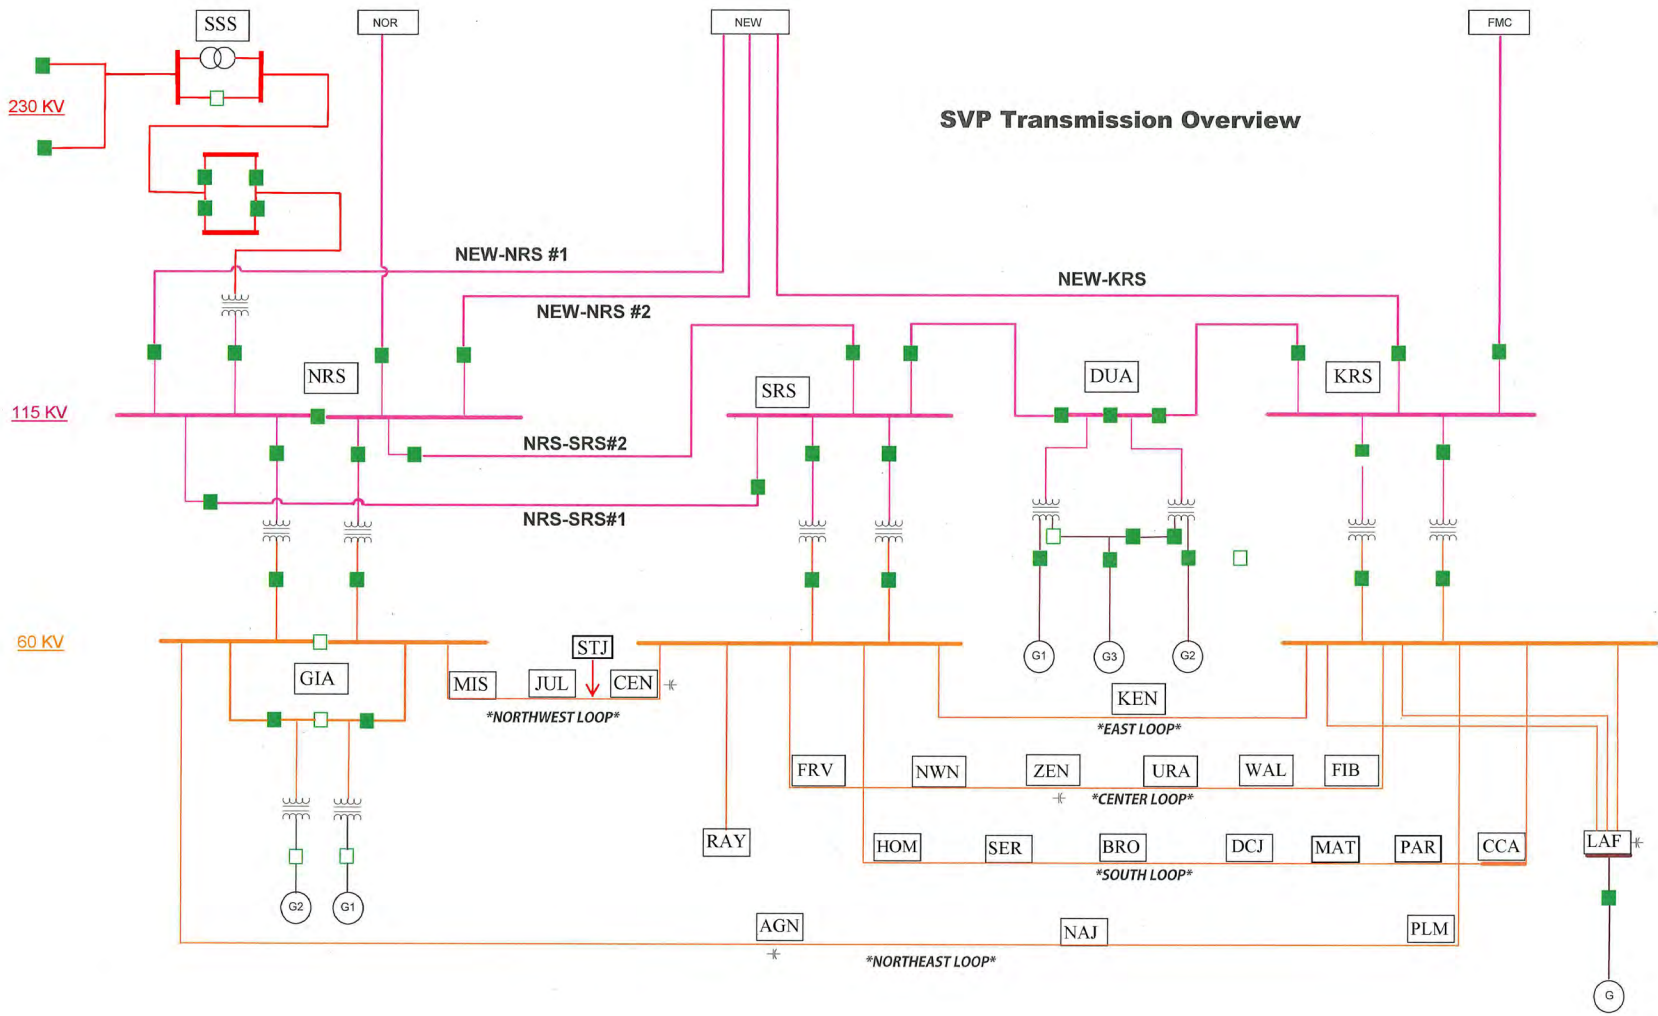 SSS
NOR
NEW
FMC
230 KV
SVP Transmission Overview
NEW-NRS #1
NEW-KRS
NEW-NRS #2
NRS
SRS
DUA
KRS
115 KV
NRS-SRS#2
NRS-SRS#1
60 KV
STJ
G1
G3
G2
GIA
MIS
JUL
CEN
*NORTHWEST LOOP*
KEN
*EAST LOOP*
FRV
NWN
ZEN
URA
WAL
FIB
*CENTER LOOP*
RAY
HOM
SER
BRO
DCJ
MAT
PAR
CCA
LAF
*SOUTH LOOP*
G2
G1
AGN
NAJ
PLM
*NORTHEAST LOOP*
G